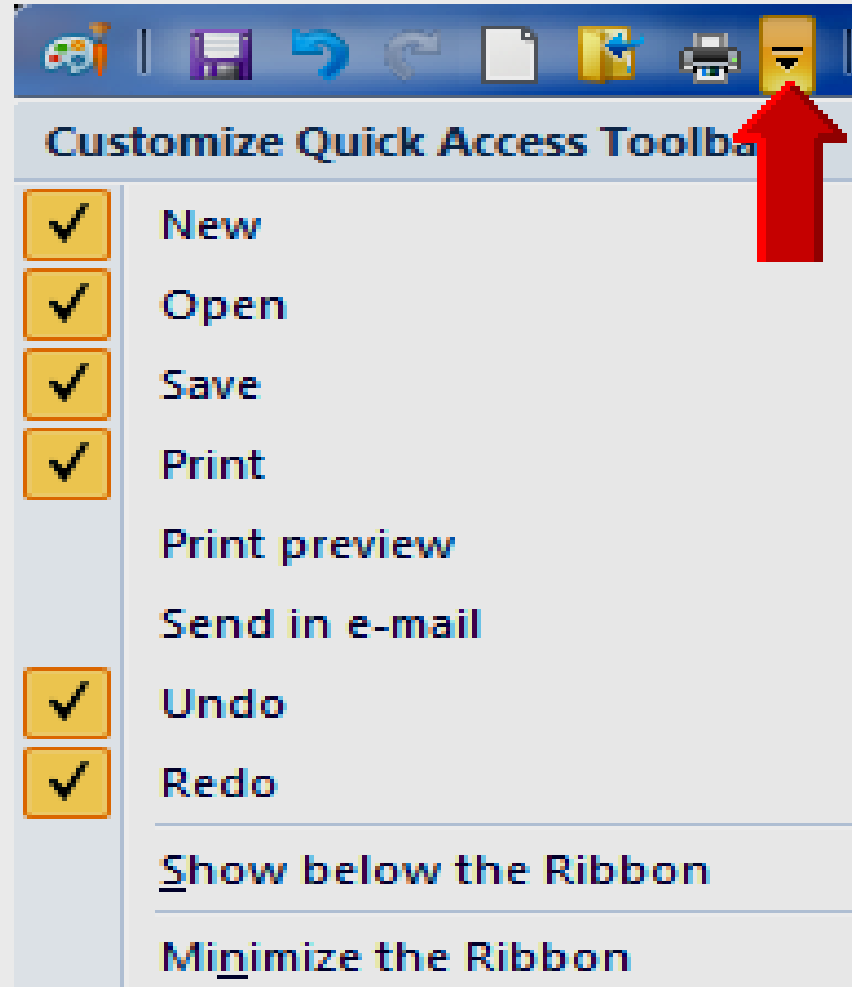 Customize Quick Access Toolba
New
Open
Save
Print
Print preview
Send in e-mail
Undo
Redo
Show below the Ribbon
Minimize the Ribbon